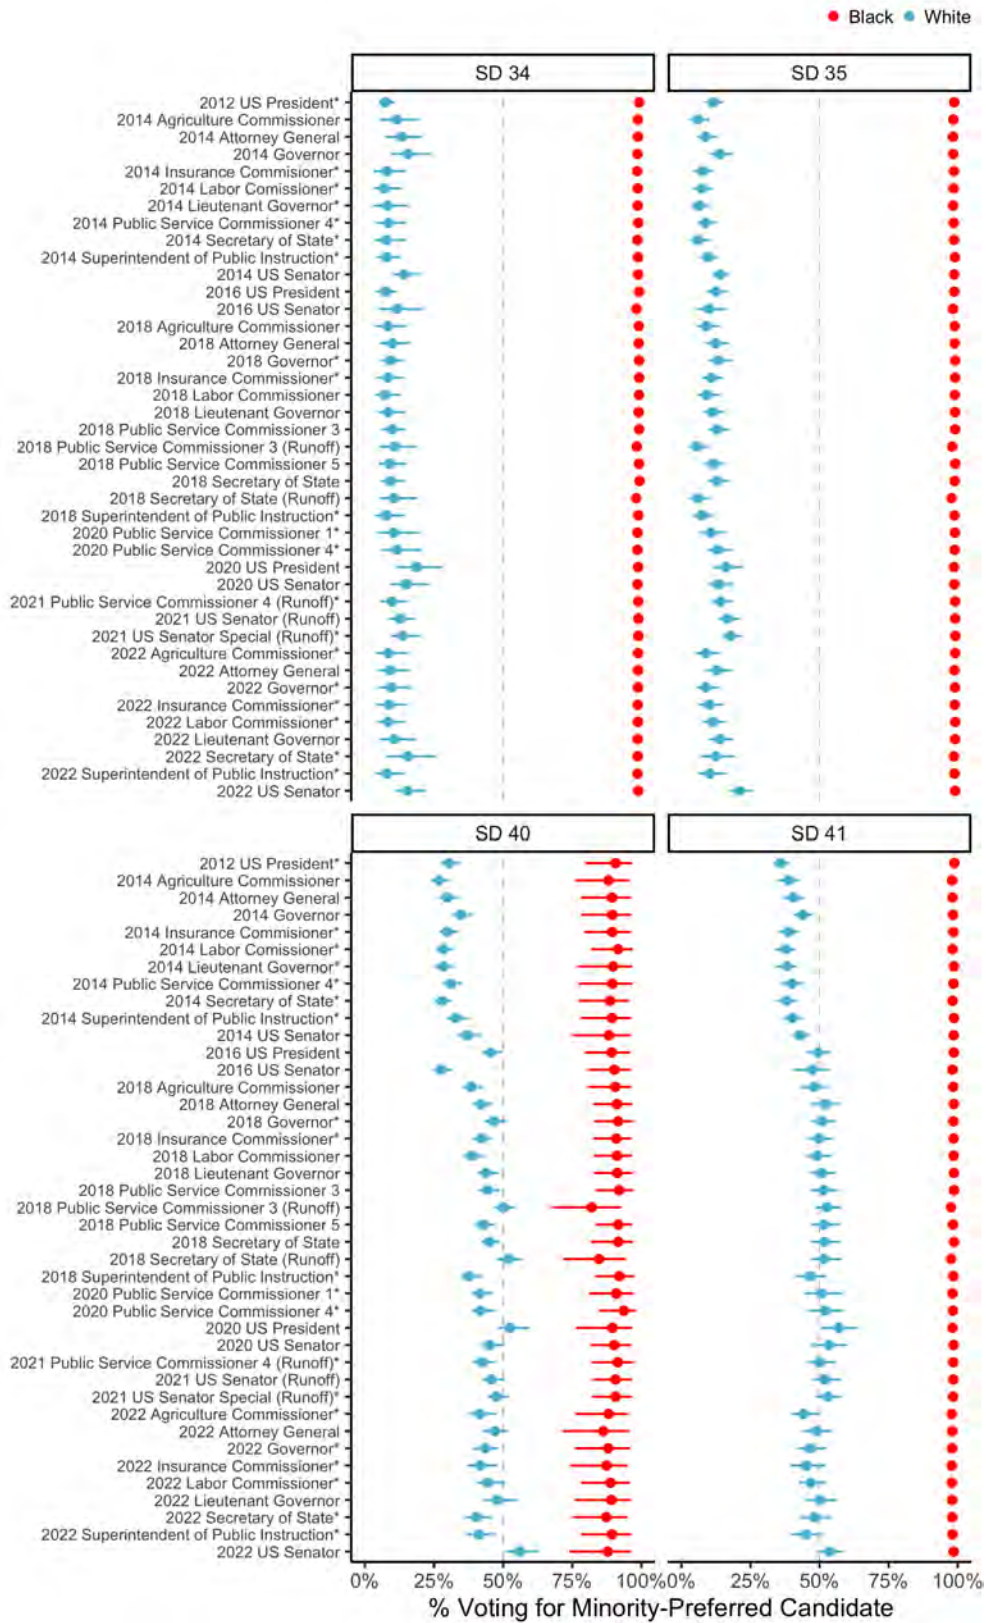 Black White
SD 34 SD 35
2012 US President*
2014 Agriculture Commissioner
2014 Attorney General
2014 Governor
2014 Insurance Commisioner*
2014 Labor Comissioner*
2014 Lieutenant Governor*
2014 Public Service Commissioner 4*
2014 Secretary of State*
2014 Superintendent of Public Instruction*
2014 US Senator
2016 US President
2016 US Senator
2018 Agriculture Commissioner
2018 Attorney General
2018 Governor*
2018 Insurance Commissioner*
2018 Labor Commissioner
2018 Lieutenant Governor
2018 Public Service Commissioner 3
2018 Public Service Commissioner 3 (Runoff)
2018 Public Service Commissioner 5
2018 Secretary of State
2018 Secretary of State (Runoff)
2018 Superintendent of Public Instruction*
2020 Public Service Commissioner 1*
2020 Public Service Commissioner 4*
2020 US President
2020 US Senator
2021 Public Service Commissioner 4 (Runoff)*
2021 US Senator (Runoff)
2021 US Senator Special (Runoff)*
2022 Agriculture Commissioner*
2022 Attorney General
2022 Governor*
2022 Insurance Commissioner*
2022 Labor Commissioner*
2022 Lieutenant Governor
2022 Secretary of State*
2022 Superintendent of Public Instruction*
2022 US Senator
SD 40 SD 41
2012 US President*
2014 Agriculture Commissioner
2014 Attorney General
2014 Governor
2014 Insurance Commisioner*
2014 Labor Comissioner*
2014 Lieutenant Governor*
2014 Public Service Commissioner 4*
2014 Secretary of State*
2014 Superintendent of Public Instruction*
2014 US Senator
2016 US President
2016 US Senator
2018 Agriculture Commissioner
2018 Attorney General
2018 Governor*
2018 Insurance Commissioner*
2018 Labor Commissioner
2018 Lieutenant Governor
2018 Public Service Commissioner 3
2018 Public Service Commissioner 3 (Runoff)
2018 Public Service Commissioner 5
2018 Secretary of State
2018 Secretary of State (Runoff)
2018 Superintendent of Public Instruction*
2020 Public Service Commissioner 1*
2020 Public Service Commissioner 4*
2020 US President
2020 US Senator
2021 Public Service Commissioner 4 (Runoff)*
2021 US Senator (Runoff)
2021 US Senator Special (Runoff)*
2022 Agriculture Commissioner*
2022 Attorney General
2022 Governor*
2022 Insurance Commissioner*
2022 Labor Commissioner*
2022 Lieutenant Governor
2022 Secretary of State*
2022 Superintendent of Public Instruction*
2022 US Senator
0% 25% 50% 75% 100% 0% 25% 50% 75% 100%
% Voting for Minority-Preferred Candidate